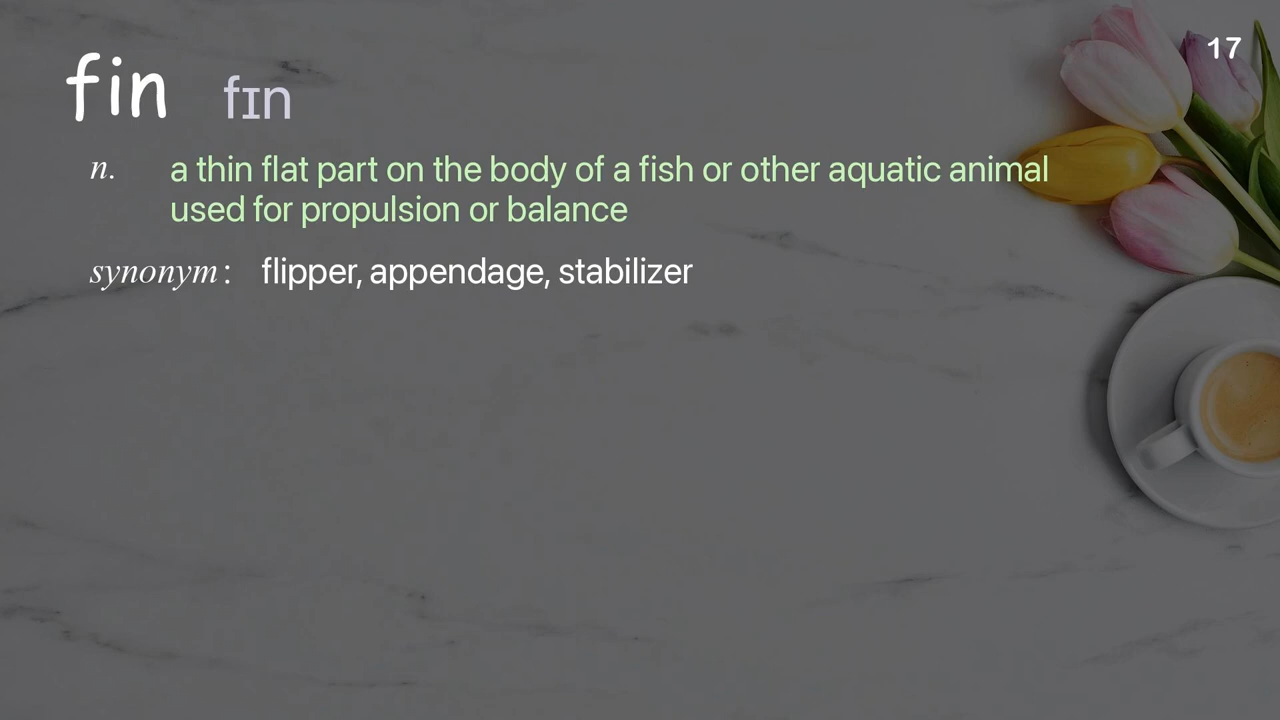 17
fin fɪn
n. a thin flat part on the body of a fish or other aquatic animal
used for propulsion or balance
synonym: flipper, appendage, stabilizer